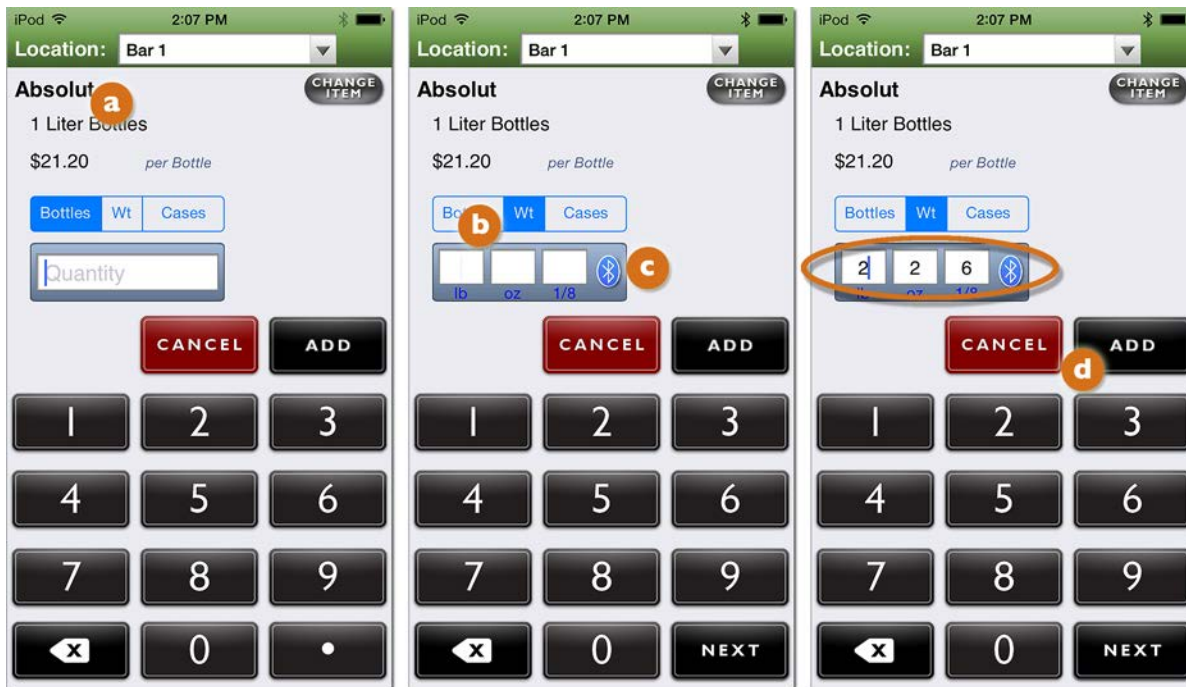 iPod 2:07 PM
Location: Bar 1
Absolut
CHANGE
ITEM
a
1 Liter Bottles
$21.20 per Bottle
Bottles Wt Cases
Quantity
CANCEL ADD
1 2 3
4 5 6
7 8 9
X 0 .
iPod 2:07 PM
Location: Bar 1
Absolut
CHANGE
ITEM
1 Liter Bottles
$21.20 per Bottle
Wt Cases
b
c
lb oz 1/8
CANCEL ADD
1 2 3
4 5 6
7 8 9
X 0 NEXT
iPod 2:07 PM
Location: Bar 1
Absolut
CHANGE
ITEM
1 Liter Bottles
$21.20 per Bottle
Bottles Wt Cases
2 2 6
lb oz 1/8
CANCEL ADD
d
1 2 3
4 5 6
7 8 9
X 0 NEXT